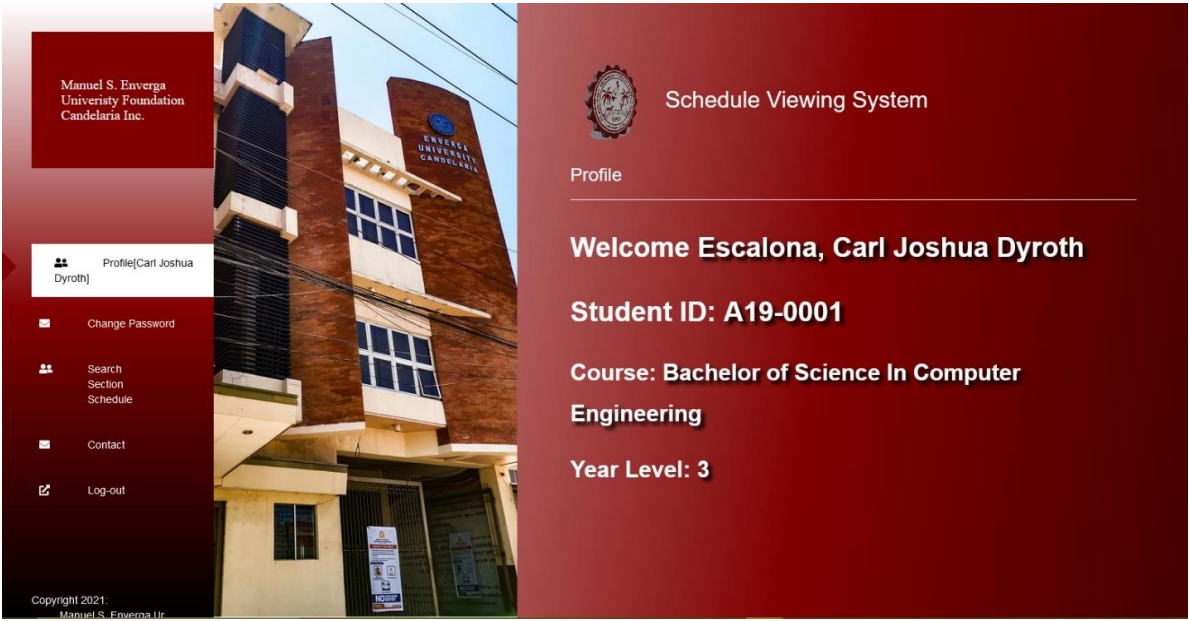 Manuel S. Enverga
Univeristy Foundation
Candelaria Inc.
Profile[Carl Joshua
Dyroth]
Change Password
Search
Section
Schedule
Contact
Log-out
Copyright 2021:
Manuel S. Enverga Ur
ENVERGA
UNIVERSITY
CANDELARIA
NO
Schedule Viewing System
Profile
Welcome Escalona, Carl Joshua Dyroth
Student ID: A19-0001
Course: Bachelor of Science In Computer
Engineering
Year Level: 3